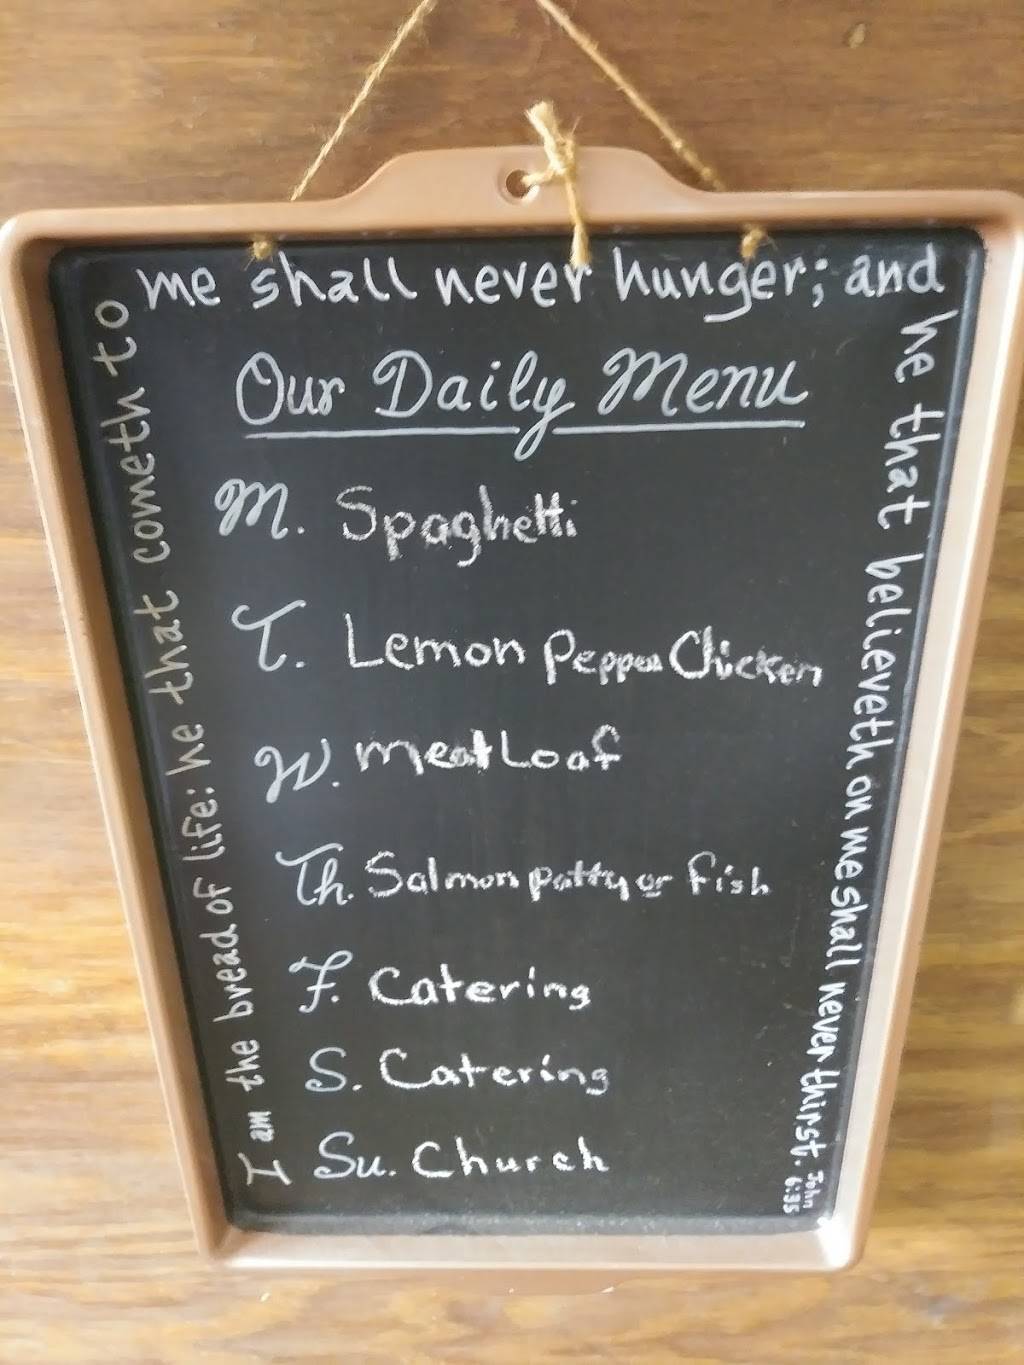 I am the bread of life: he that cometh to
me shall never hunger; and
he that believeth on me shall never thirst. John 6:35
Our Daily Menu
M. Spaghetti
T. Lemon Pepper Chicken
W. meatLoaf
Th. Salmon patty or fish
F. Catering
S. Catering
Su. Church